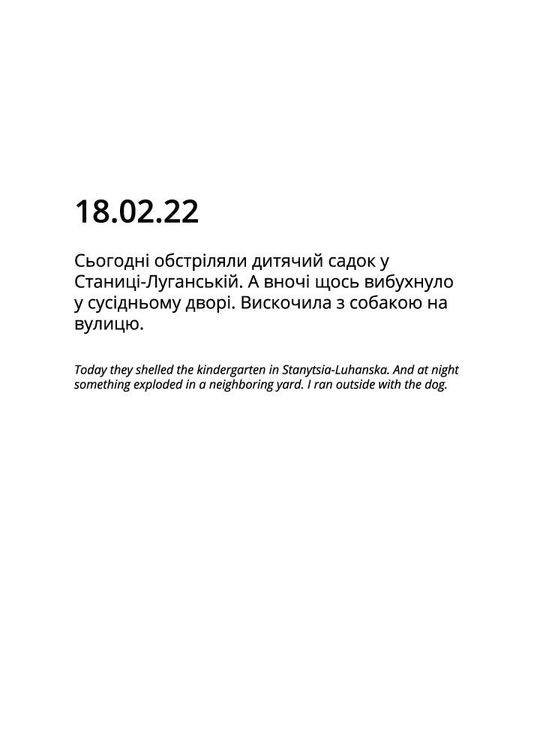 18.02.22
Сьогодні обстріляли дитячий садок у
Станиці-Луганській. А вночі щось вибухнуло
у сусідньому дворі. Вискочила з собакою на
вулицю.
Today they shelled the kindergarten in Stanytsia-Luhanska. And at night
something exploded in a neighboring yard. I ran outside with the dog.